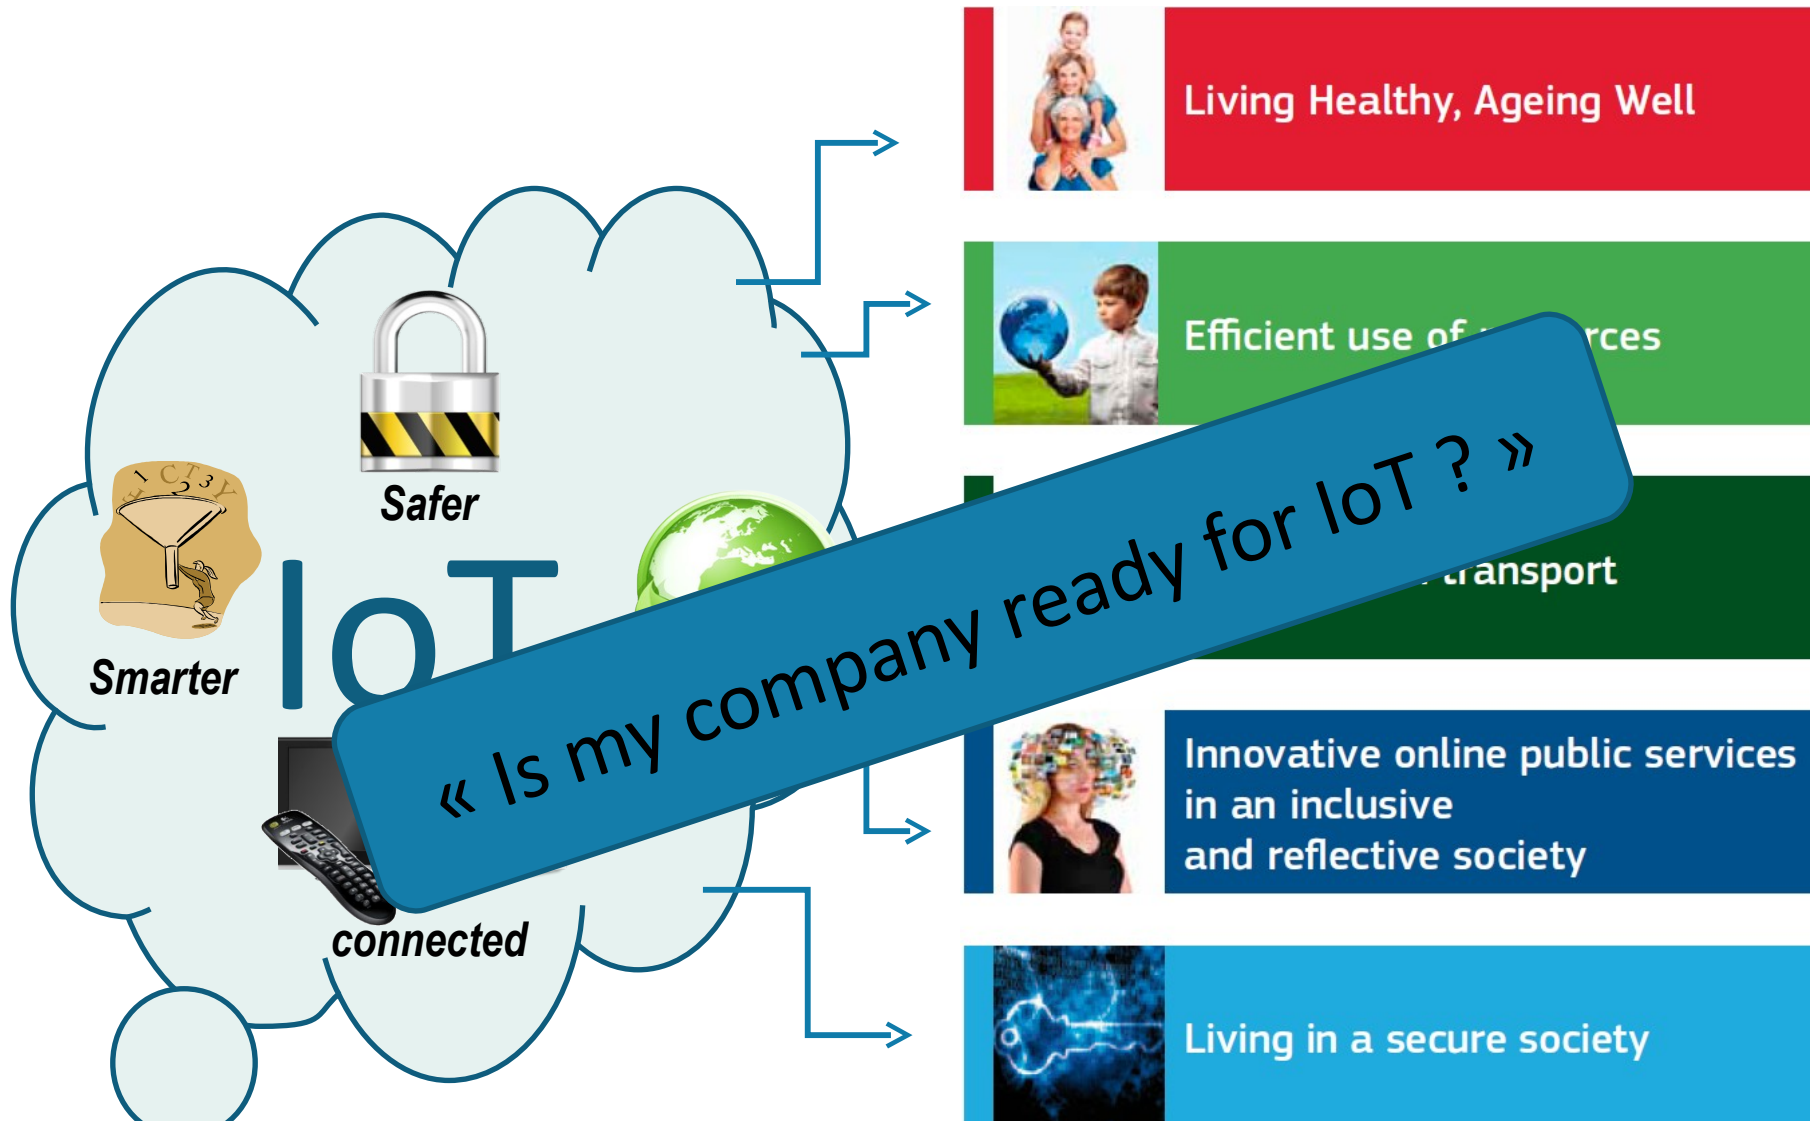 Living Healthy, Ageing Well
Efficient use of
transport
Innovative online public services
in an inclusive
and reflective society
Living in a secure society
Safer
Smarter
IoT
connected
« Is my company ready for IoT ? »